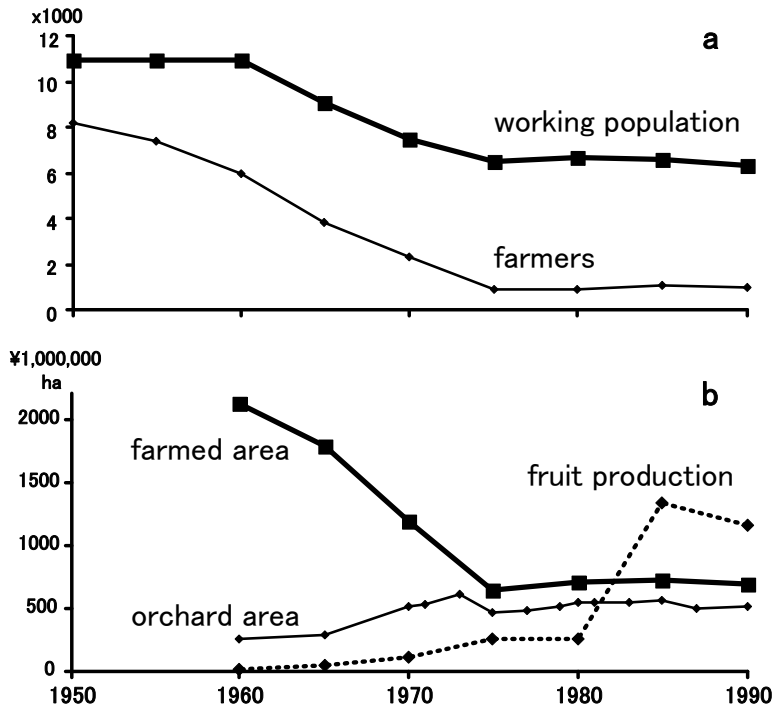 x1000
a
12
10
8
6
4
2
0
working population
farmers
¥1,000,000
ha
b
2000
1500
1000
500
0
farmed area
fruit production
orchard area
1950 1960 1970 1980 1990